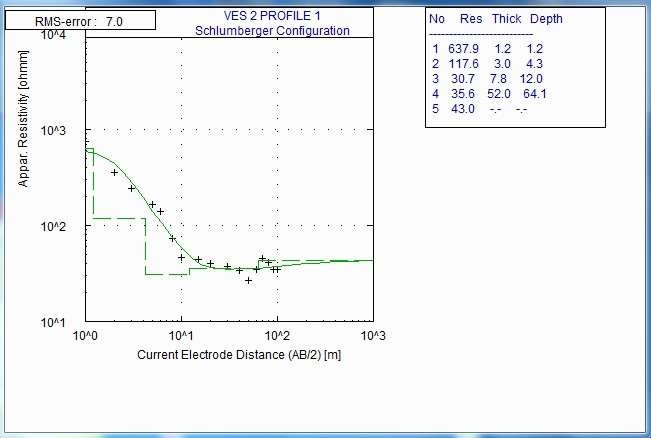 RMS-error : 7.0
VES 2 PROFILE 1
Schlumberger Configuration
10^4
10^3
10^2
10^1
Appar. Resistivity [ohmm]
10^0 10^1 10^2 10^3
Current Electrode Distance (AB/2) [m]
No Res Thick Depth
--------------------------
1 637.9 1.2 1.2
2 117.6 3.0 4.3
3 30.7 7.8 12.0
4 35.6 52.0 64.1
5 43.0 -.- -.-